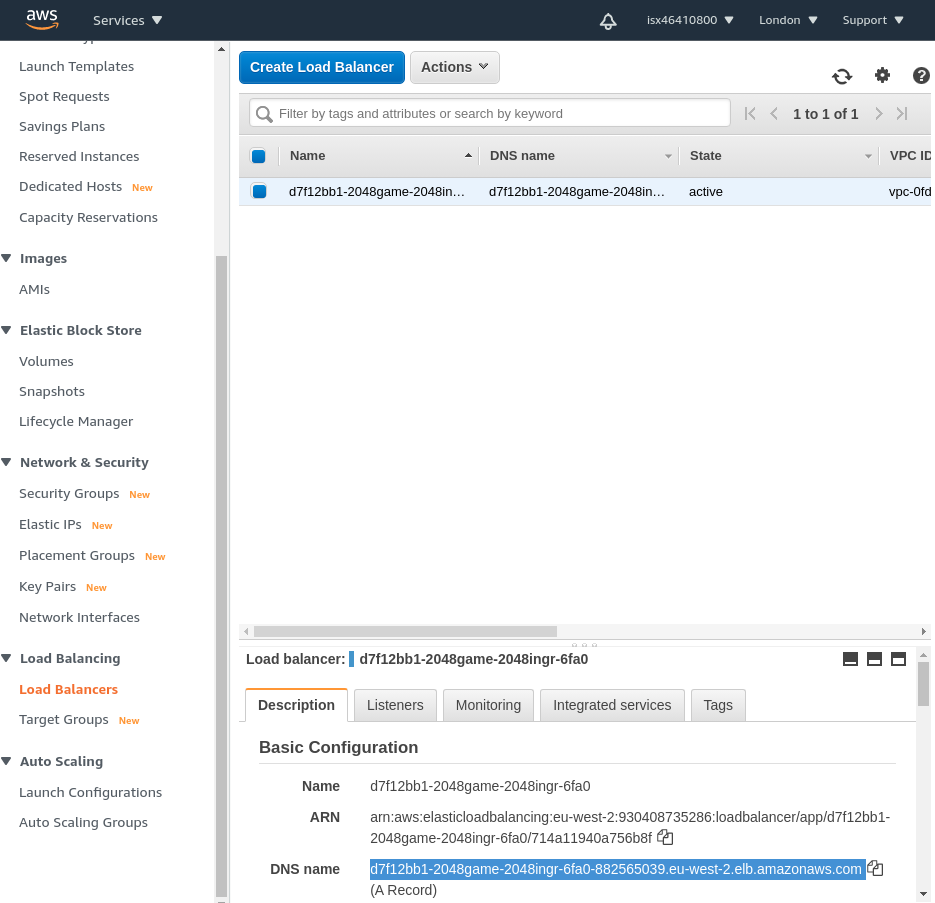 aws
Services
isx46410800
London
Support
Launch Templates
Spot Requests
Savings Plans
Reserved Instances
Dedicated Hosts New
Capacity Reservations
Images
AMIs
Elastic Block Store
Volumes
Snapshots
Lifecycle Manager
Network & Security
Security Groups New
Elastic IPs New
Placement Groups New
Key Pairs New
Network Interfaces
Load Balancing
Load Balancers
Target Groups New
Auto Scaling
Launch Configurations
Auto Scaling Groups
Create Load Balancer
Actions
Filter by tags and attributes or search by keyword
1 to 1 of 1
Name
DNS name
State
VPC ID
d7f12bb1-2048game-2048in…
d7f12bb1-2048game-2048in…
active
vpc-0fd
Load balancer: d7f12bb1-2048game-2048ingr-6fa0
Description
Listeners
Monitoring
Integrated services
Tags
Basic Configuration
Name d7f12bb1-2048game-2048ingr-6fa0
ARN arn:aws:elasticloadbalancing:eu-west-2:930408735286:loadbalancer/app/d7f12bb1-
2048game-2048ingr-6fa0/714a11940a756b8f
DNS name d7f12bb1-2048game-2048ingr-6fa0-882565039.eu-west-2.elb.amazonaws.com
(A Record)